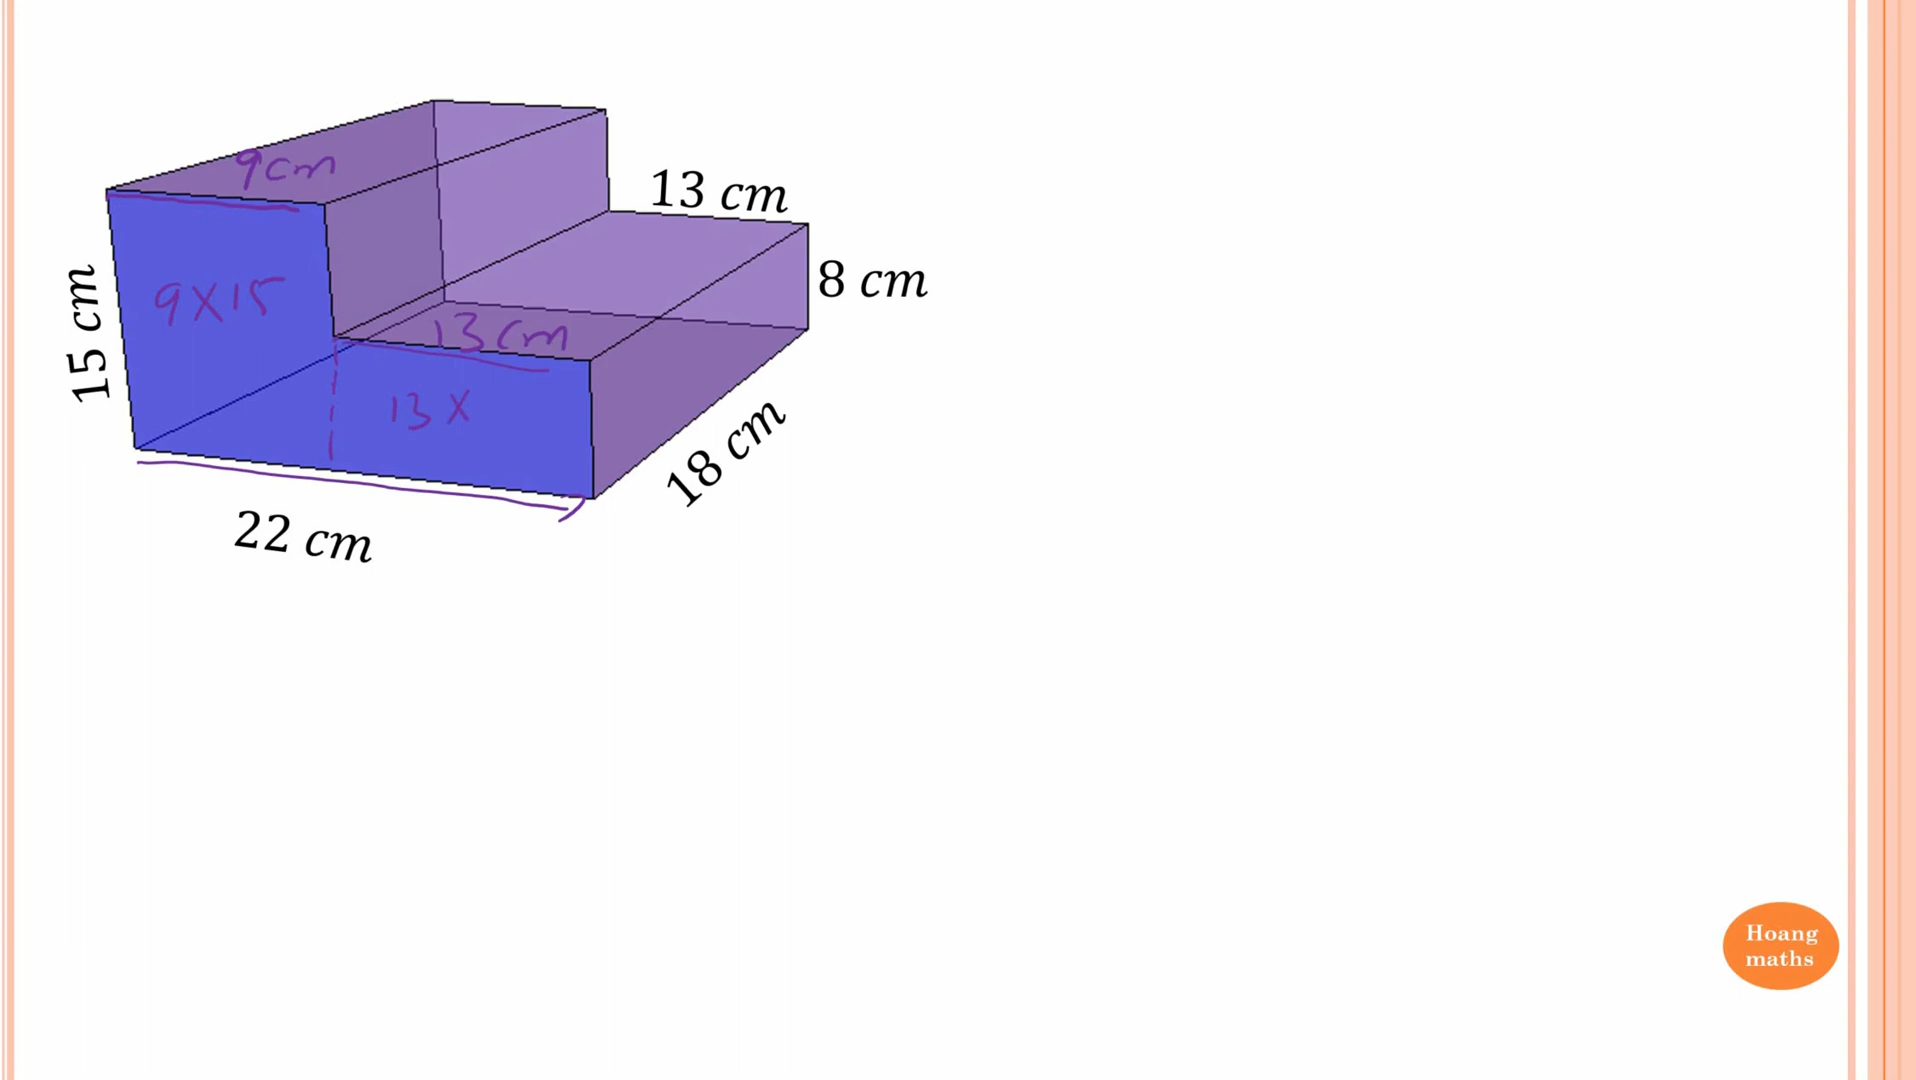 9cm
13 cm
15 cm
9X15
8 cm
13cm
13 X
18 cm
22 cm
Hoang
maths